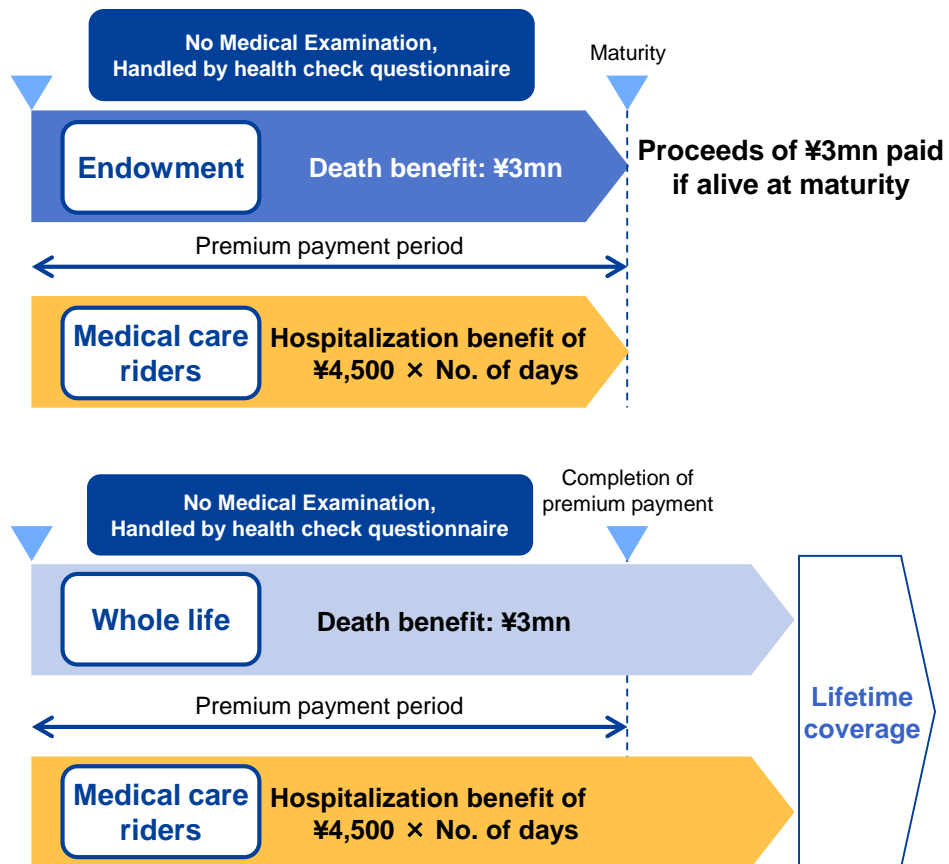 No Medical Examination,
Handled by health check questionnaire
Maturity
Endowment
Death benefit: ¥3mn
Proceeds of ¥3mn paid
if alive at maturity
Premium payment period
Medical care
riders
Hospitalization benefit of
¥4,500 × No. of days
No Medical Examination,
Handled by health check questionnaire
Completion of
premium payment
Whole life
Death benefit: ¥3mn
Premium payment period
Lifetime
coverage
Medical care
riders
Hospitalization benefit of
¥4,500 × No. of days